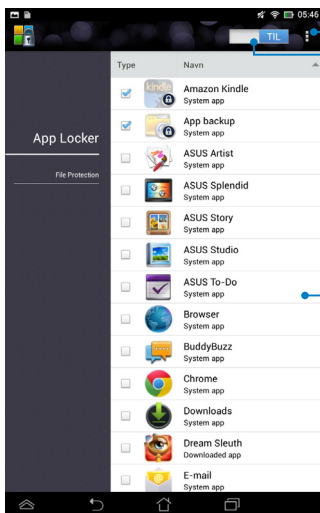 05:46
TIL
Type Navn
App Locker
File Protection
kindle
Amazon Kindle
System app
App backup
System app
ASUS Artist
System app
ASUS Splendid
System app
ASUS Story
System app
ASUS Studio
System app
ASUS To-Do
System app
Browser
System app
BuddyBuzz
System app
Chrome
System app
Downloads
System app
Dream Sleuth
Downloaded app
E-mail
System app